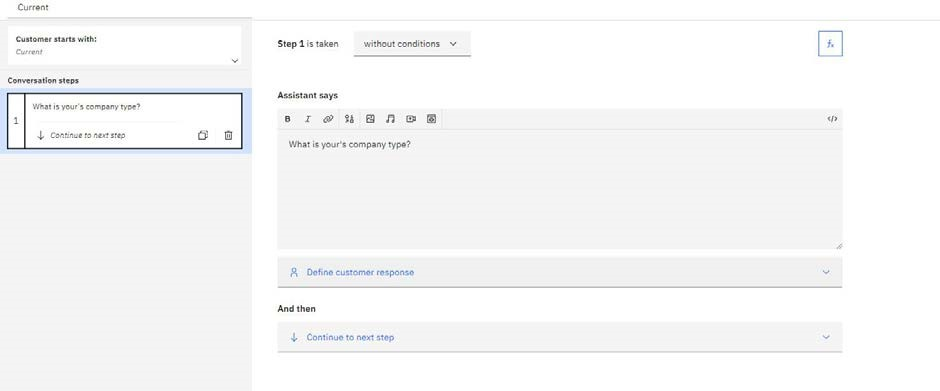 Current
Customer starts with:
Current
Conversation steps
1
What is your's company type?
Continue to next step
Step 1 is taken
without conditions
fx
Assistant says
B I </>
What is your's company type?
Define customer response
And then
Continue to next step